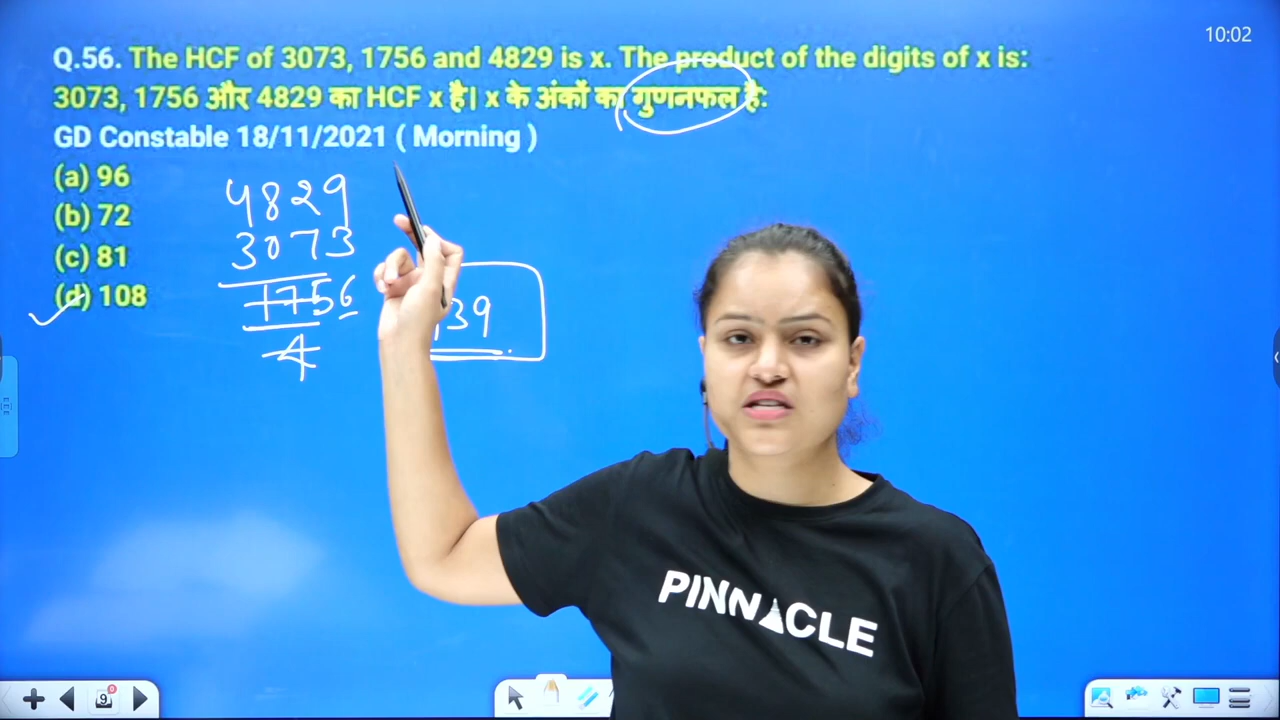 10:02
Q.56. The HCF of 3073, 1756 and 4829 is x. The product of the digits of x is:
3073, 1756 और 4829 का HCF x है। x के अंकों का गुणनफल है:
GD Constable 18/11/2021 ( Morning )
(a) 96
(b) 72
(c) 81
(d) 108
4829
3073
1756
4
39
9
PINNACLE